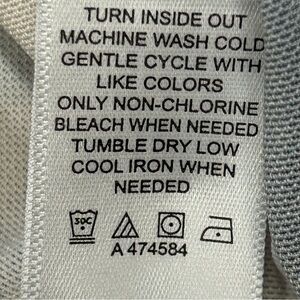 TURN INSIDE OUT
MACHINE WASH COLD
GENTLE CYCLE WITH
LIKE COLORS
ONLY NON-CHLORINE
BLEACH WHEN NEEDED
TUMBLE DRY LOW
COOL IRON WHEN
NEEDED
30C
A 474584